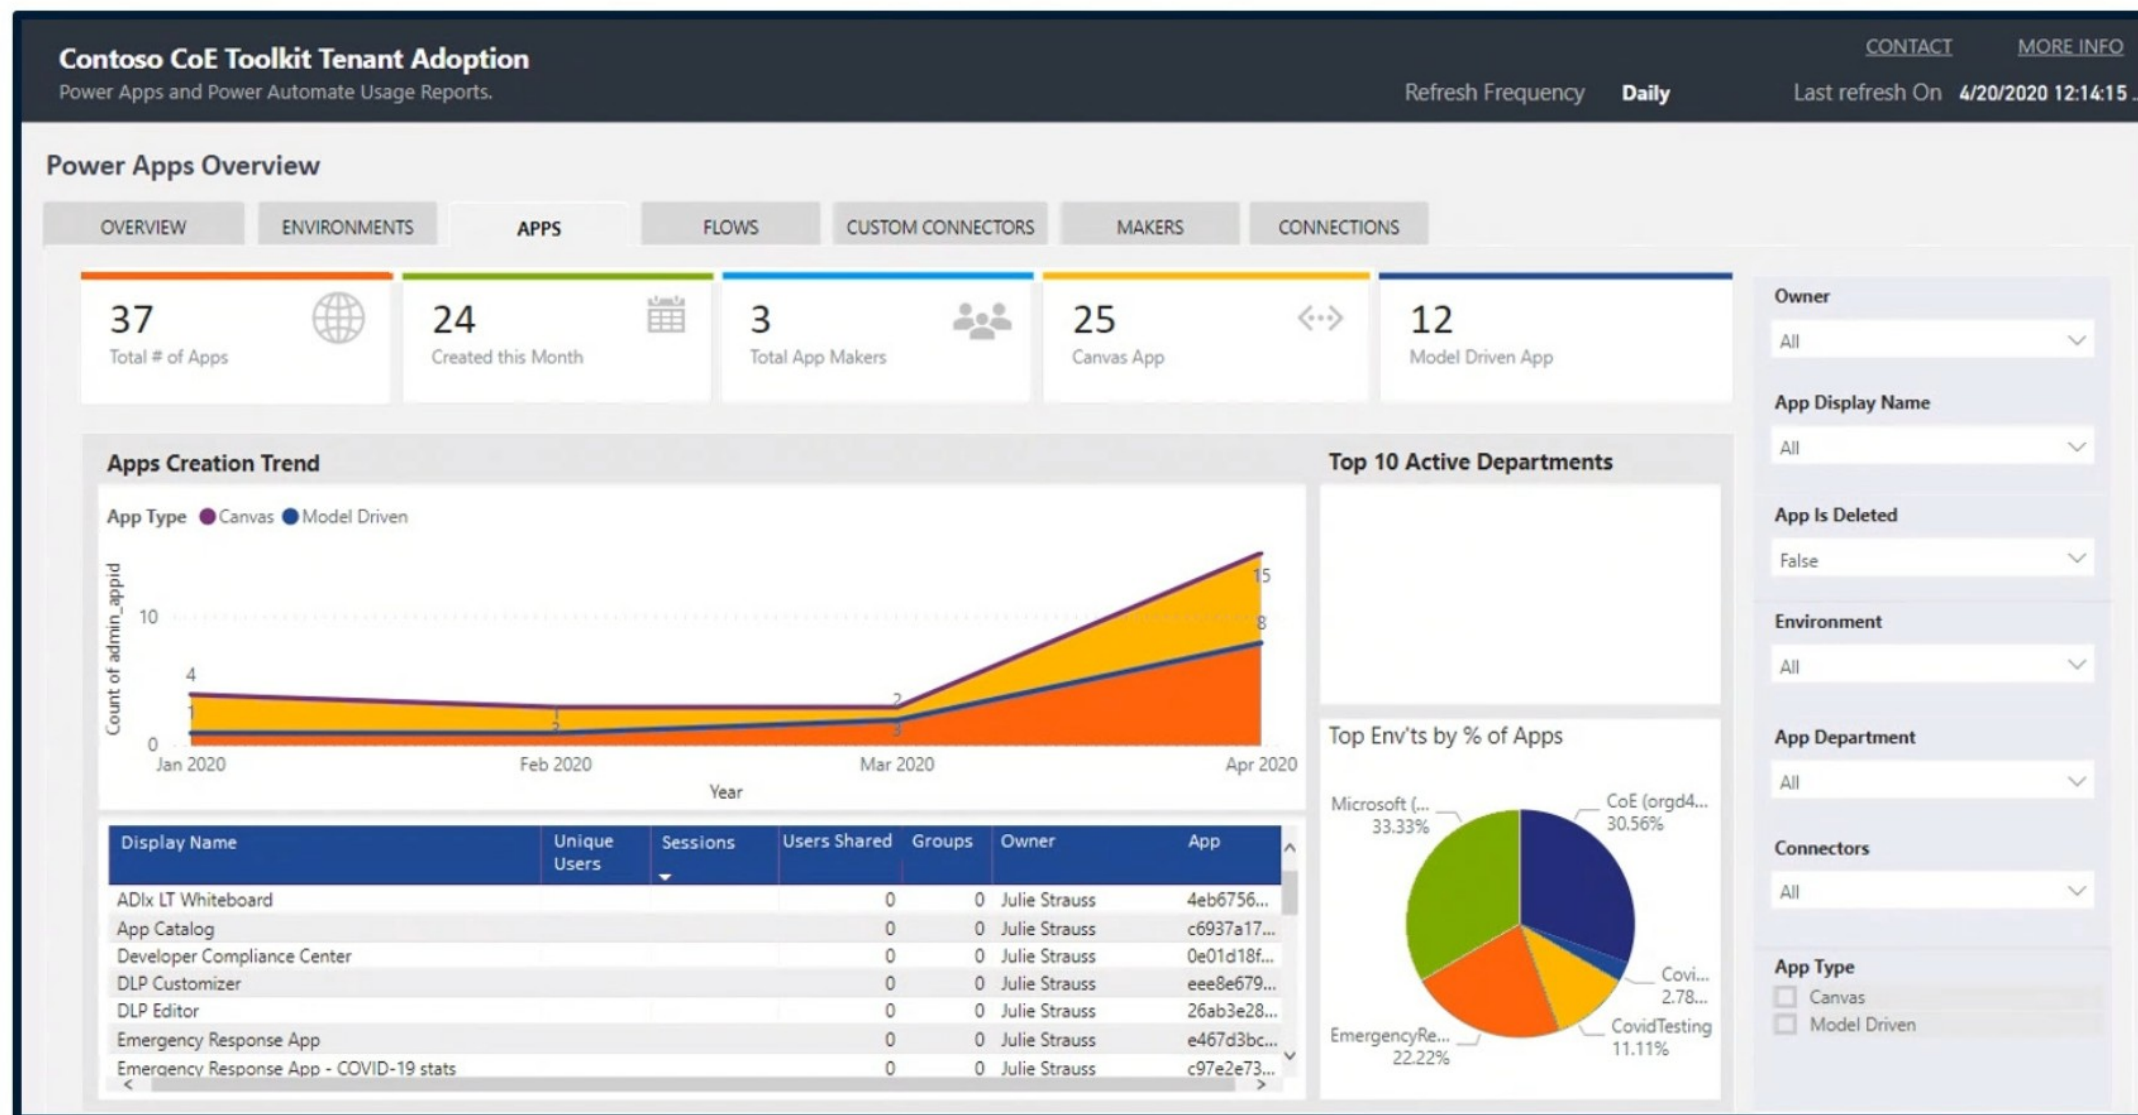 Contoso CoE Toolkit Tenant Adoption
Power Apps and Power Automate Usage Reports.
CONTACT MORE INFO
Refresh Frequency Daily Last refresh On 4/20/2020 12:14:15 ...
Power Apps Overview
OVERVIEW ENVIRONMENTS APPS FLOWS CUSTOM CONNECTORS MAKERS CONNECTIONS
37
Total # of Apps
24
Created this Month
3
Total App Makers
25
Canvas App
12
Model Driven App
Apps Creation Trend
App Type Canvas Model Driven
Count of admin_appid
10
0
4
1
1
3
2
3
15
8
Jan 2020 Feb 2020 Mar 2020 Apr 2020
Year
Display Name Unique Users Sessions Users Shared Groups Owner App
ADIx LT Whiteboard 0 0 Julie Strauss 4eb6756...
App Catalog 0 0 Julie Strauss c6937a17...
Developer Compliance Center 0 0 Julie Strauss 0e01d18f...
DLP Customizer 0 0 Julie Strauss eee8e679...
DLP Editor 0 0 Julie Strauss 26ab3e28...
Emergency Response App 0 0 Julie Strauss e467d3bc...
Emergency Response App - COVID-19 stats 0 0 Julie Strauss c97e2e73...
Top 10 Active Departments
Top Env'ts by % of Apps
Microsoft (...
33.33%
CoE (orgd4...
30.56%
Covi...
2.78...
CovidTesting
11.11%
EmergencyRe...
22.22%
Owner
All
App Display Name
All
App Is Deleted
False
Environment
All
App Department
All
Connectors
All
App Type
Canvas
Model Driven